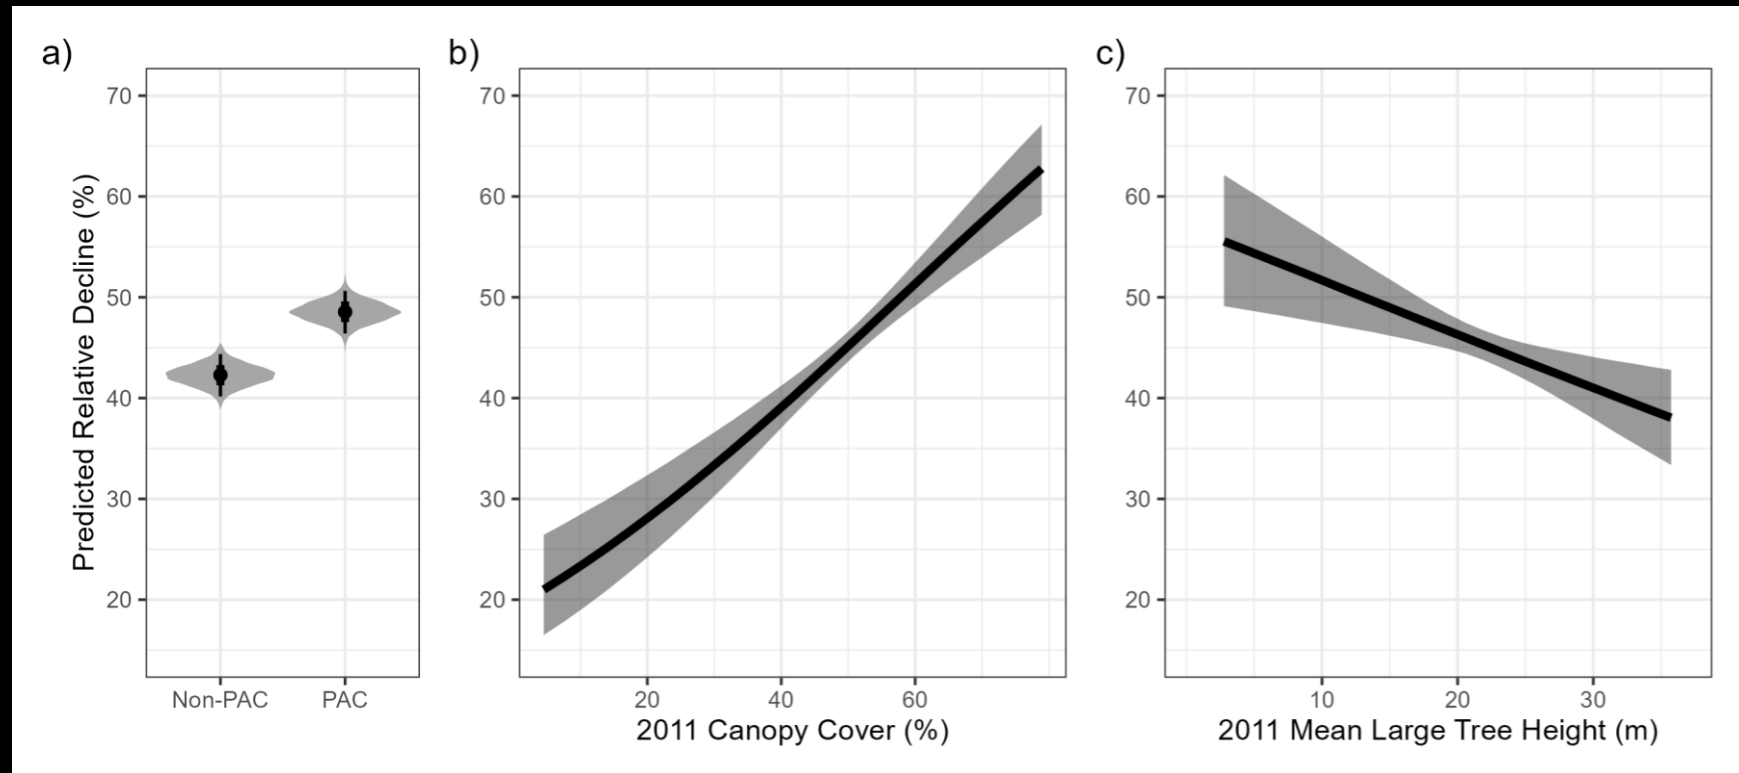 a)
b)
c)
Predicted Relative Decline (%)
70
60
50
40
30
20
Non-PAC PAC
70
60
50
40
30
20
20 40 60
2011 Canopy Cover (%)
70
60
50
40
30
20
10 20 30
2011 Mean Large Tree Height (m)